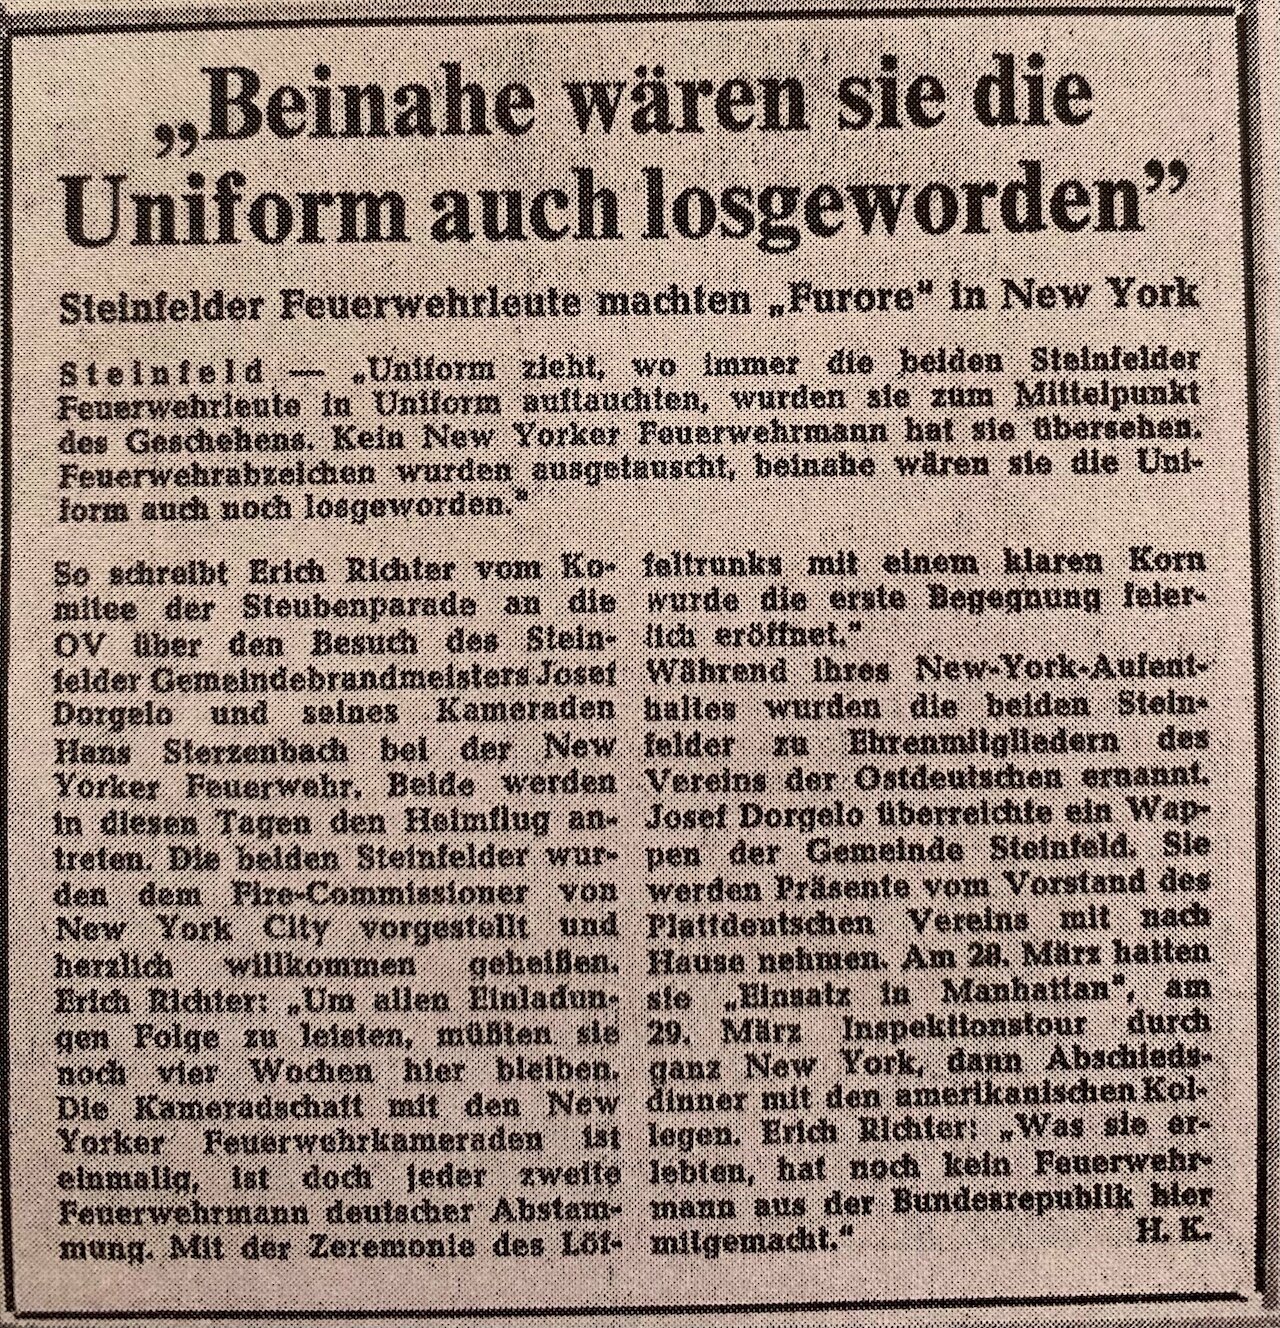 „Beinahe wären sie die
Uniform auch losgeworden”
Steinfelder Feuerwehrleute machten „Furore" in New York
Steinfeld — „Uniform zieht, wo immer die beiden Steinfelder
Feuerwehrleute in Uniform auftauchten, wurden sie zum Mittelpunkt
des Geschehens. Kein New Yorker Feuerwehrmann hat sie übersehen.
Feuerwehrabzeichen wurden ausgetauscht, beinahe wären sie die Uni-
form auch noch losgeworden."
So schreibt Erich Richter vom Ko-
mitee der Steubenparade an die
OV über den Besuch des Stein-
felder Gemeindebrandmeisters Josef
Dorgelo und seines Kameraden
Hans Sterzenbach bei der New
Yorker Feuerwehr. Beide werden
in diesen Tagen den Heimflug an-
treten. Die beiden Steinfelder wur-
den dem Fire-Commissioner von
New York City vorgestellt und
herzlich willkommen geheißen.
Erich Richter: „Um allen Einladun-
gen Folge zu leisten, müßten sie
noch vier Wochen hier bleiben.
Die Kameradschaft mit den New
Yorker Feuerwehrkameraden ist
einmalig, ist doch jeder zweite
Feuerwehrmann deutscher Abstam-
mung. Mit der Zeremonie des Löf-
feltrunks mit einem klaren Korn
wurde die erste Begegnung feier-
lich eröffnet."
Während ihres New-York-Aufent-
haltes wurden die beiden Stein-
felder zu Ehrenmitgliedern des
Vereins der Ostdeutschen ernannt.
Josef Dorgelo überreichte ein Wap-
pen der Gemeinde Steinfeld. Sie
werden Präsente vom Vorstand des
Plattdeutschen Vereins mit nach
Hause nehmen. Am 28. März hatten
sie „Einsatz in Manhattan", am
29. März Inspektionstour durch
ganz New York, dann Abschieds-
dinner mit den amerikanischen Kol-
legen. Erich Richter: „Was sie er-
lebten, hat noch kein Feuerwehr-
mann aus der Bundesrepublik hier
mitgemacht." H. K.